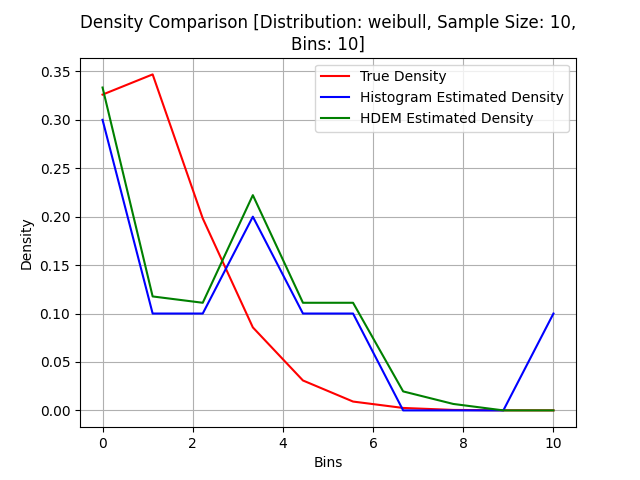 Density Comparison [Distribution: weibull, Sample Size: 10,
Bins: 10]
True Density
Histogram Estimated Density
HDEM Estimated Density
Density
0.35
0.30
0.25
0.20
0.15
0.10
0.05
0.00
0 2 4 6 8 10
Bins